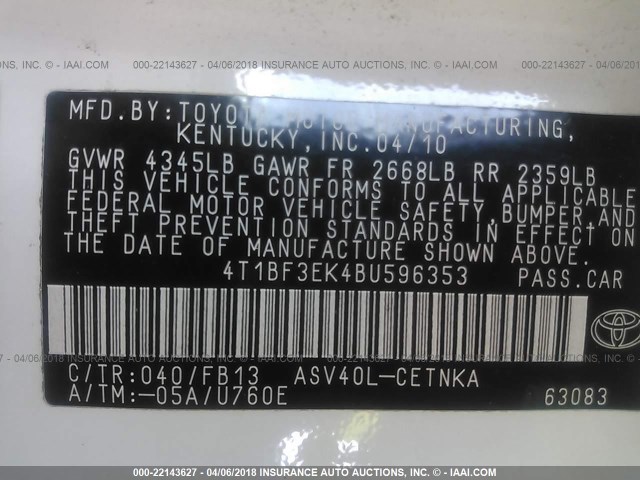 000-22143627 - 04/06/2018 - INSURANCE AUTO AUCTIONS, INC. - IAAI.COM
MFD. BY: TOYOTA MOTOR MANUFACTURING,
KENTUCKY, INC. 04/10
GVWR 4345LB GAWR FR 2668LB RR 2359LB
THIS VEHICLE CONFORMS TO ALL APPLICABLE
FEDERAL MOTOR VEHICLE SAFETY, BUMPER, AND
THEFT PREVENTION STANDARDS IN EFFECT ON
THE DATE OF MANUFACTURE SHOWN ABOVE.
4T1BF3EK4BU596353 PASS. CAR
TOYOTA
C/TR: 040/FB13 ASV40L-CETNKA
A/TM: -05A/U760E 63083
000-22143627 - 04/06/2018 - INSURANCE AUTO AUCTIONS, INC. - IAAI.COM